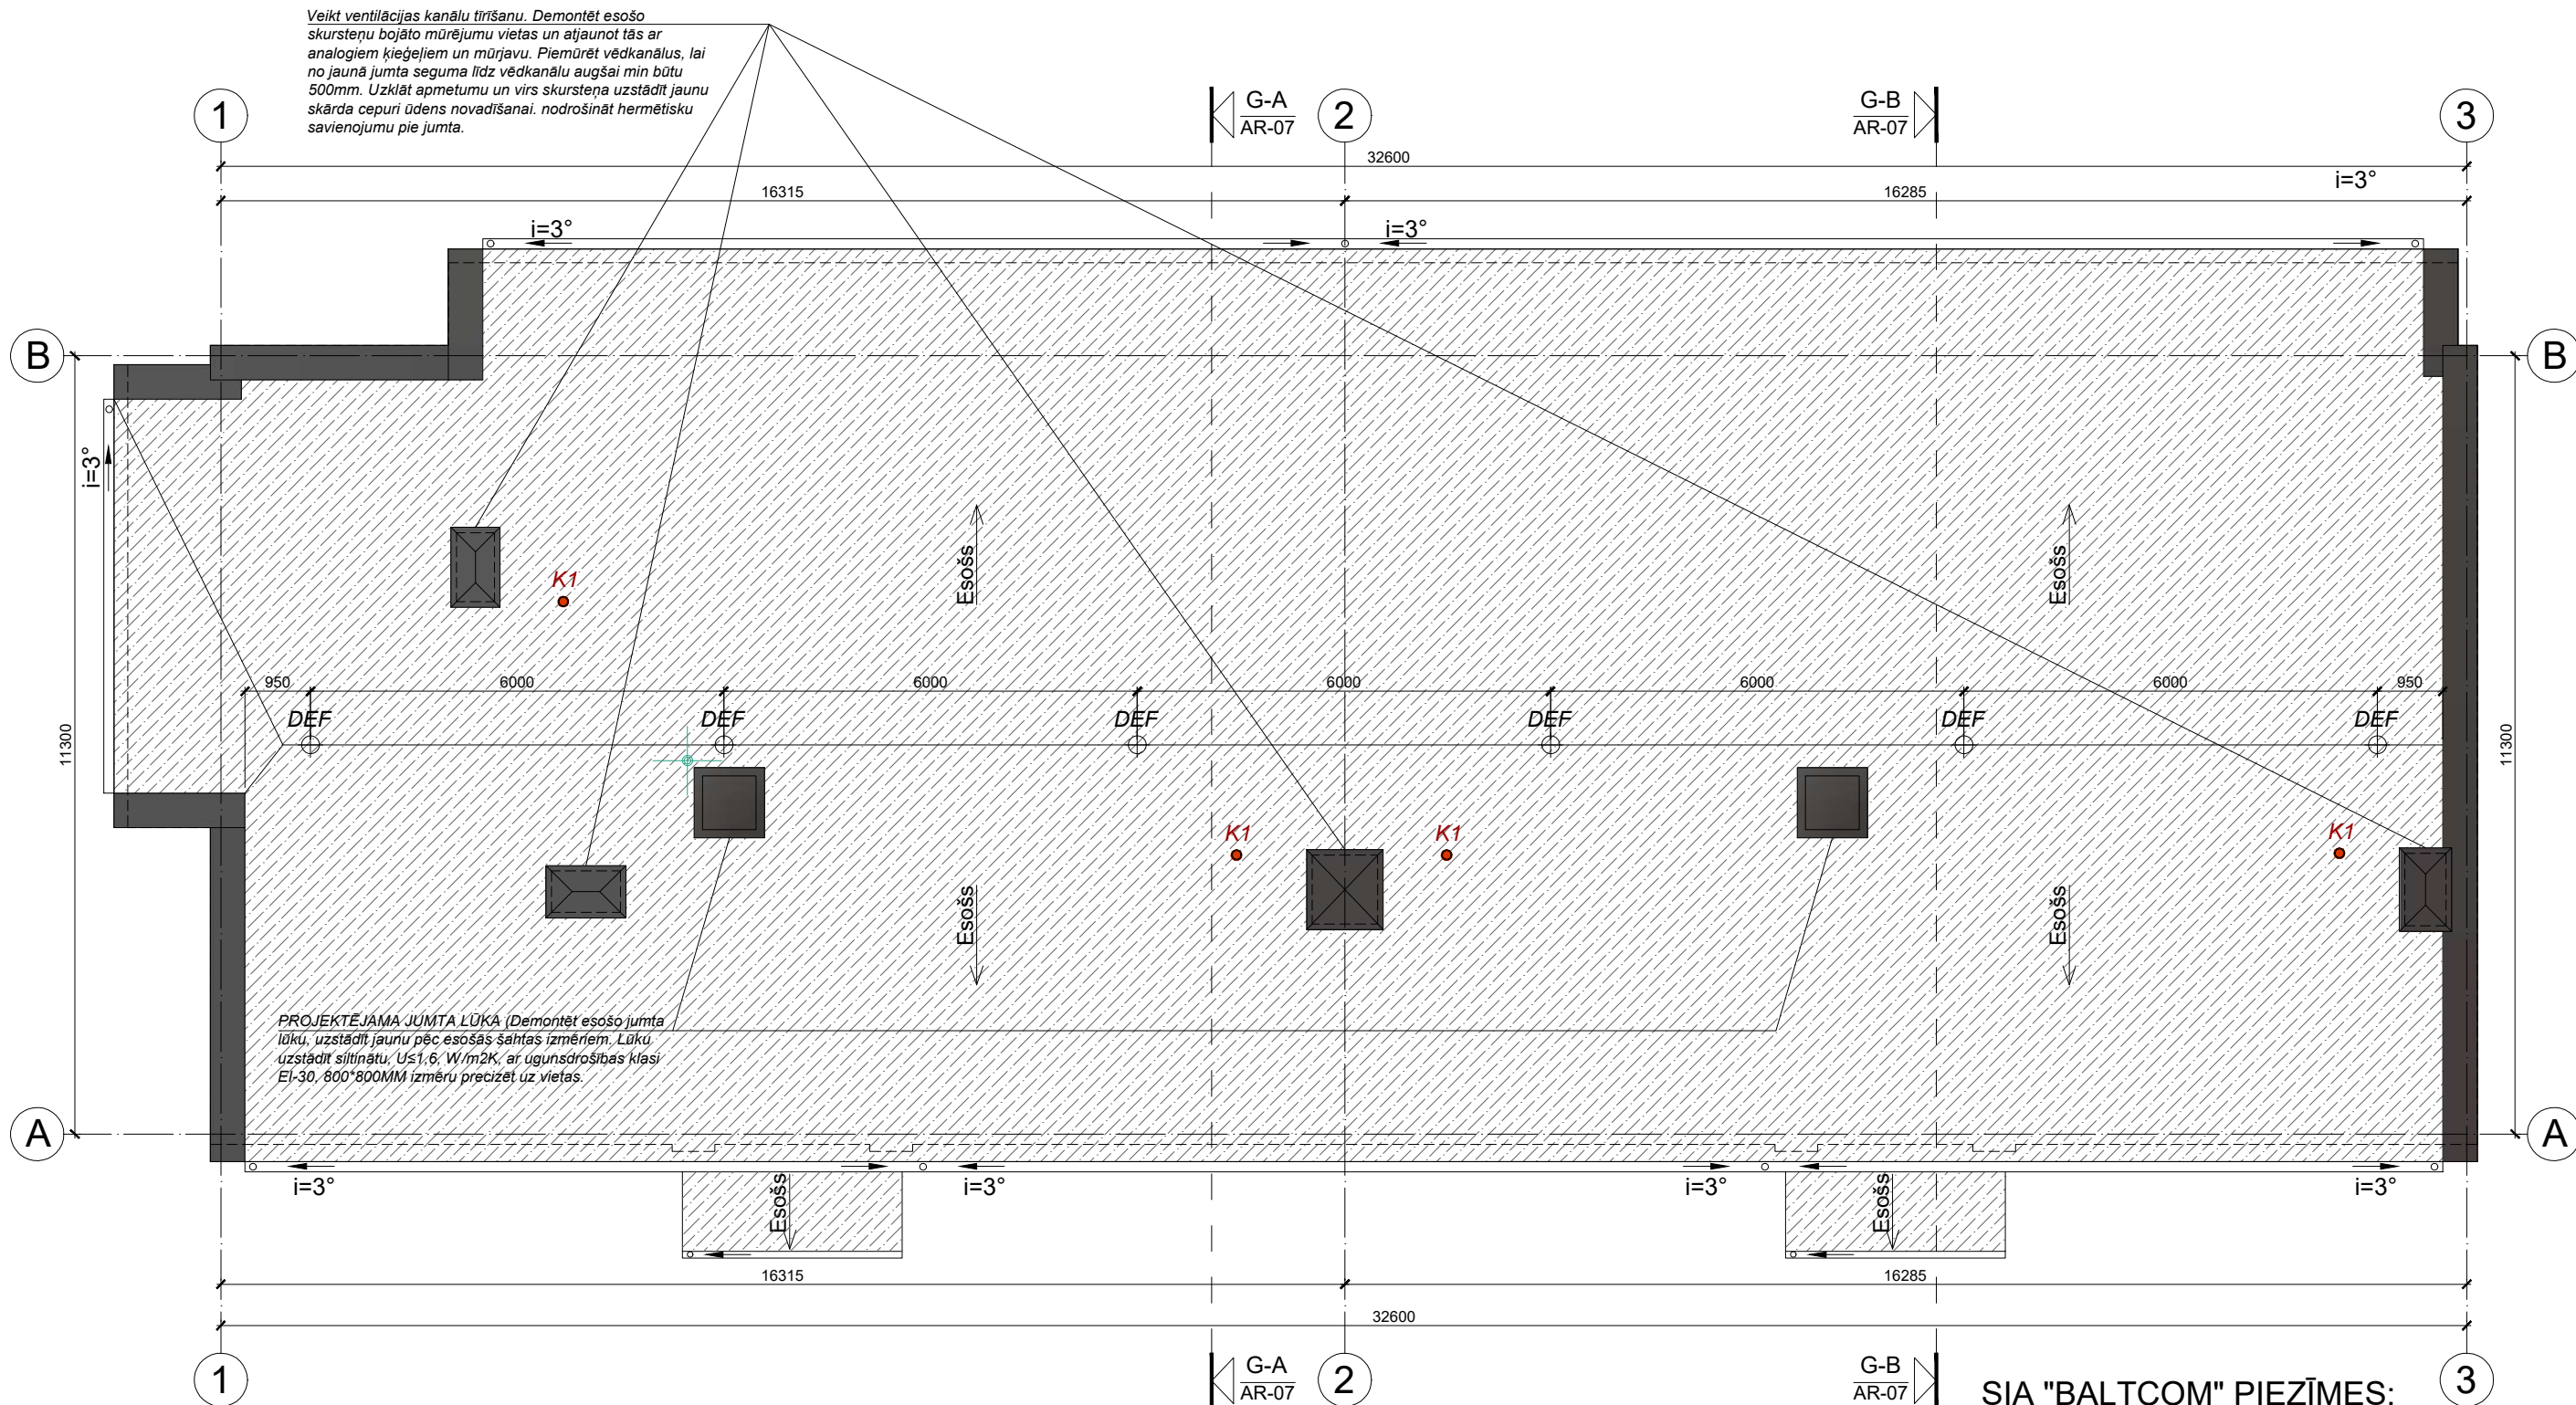 Veikt ventilācijas kanālu tīrīšanu. Demontēt esošo
skursteņu bojāto mūrējumu vietas un atjaunot tās ar
analogiem ķieģeļiem un mūrjavu. Piemūrēt vēdkanālus, lai
no jaunā jumta seguma līdz vēdkanālu augšai min būtu
500mm. Uzklāt apmetumu un virs skursteņa uzstādīt jaunu
skārda cepuri ūdens novadīšanai. nodrošināt hermētisku
savienojumu pie jumta.
1
G-A
AR-07
2
G-B
AR-07
3
32600
i=3°
16315
16285
i=3°
i=3°
B
B
i=3°
Esošs
Esošs
K1
950
6000
6000
6000
6000
6000
950
DEF
DEF
DEF
DEF
DEF
DEF
11300
11300
K1
K1
K1
Esošs
Esošs
PROJEKTĒJAMA JUMTA LŪKA (Demontēt esošo jumta
lūku, uzstādīt jaunu pēc esošās šahtas izmēriem. Lūku
uzstādīt siltinātu, U≤1,6, W/m2K, ar ugunsdrošības klasi
EI-30, 800*800MM izmēru precizēt uz vietas.
A
A
i=3°
i=3°
i=3°
i=3°
Esošs
Esošs
16315
16285
32600
1
G-A
AR-07
2
G-B
AR-07
3
SIA "BALTCOM" PIEZĪMES: